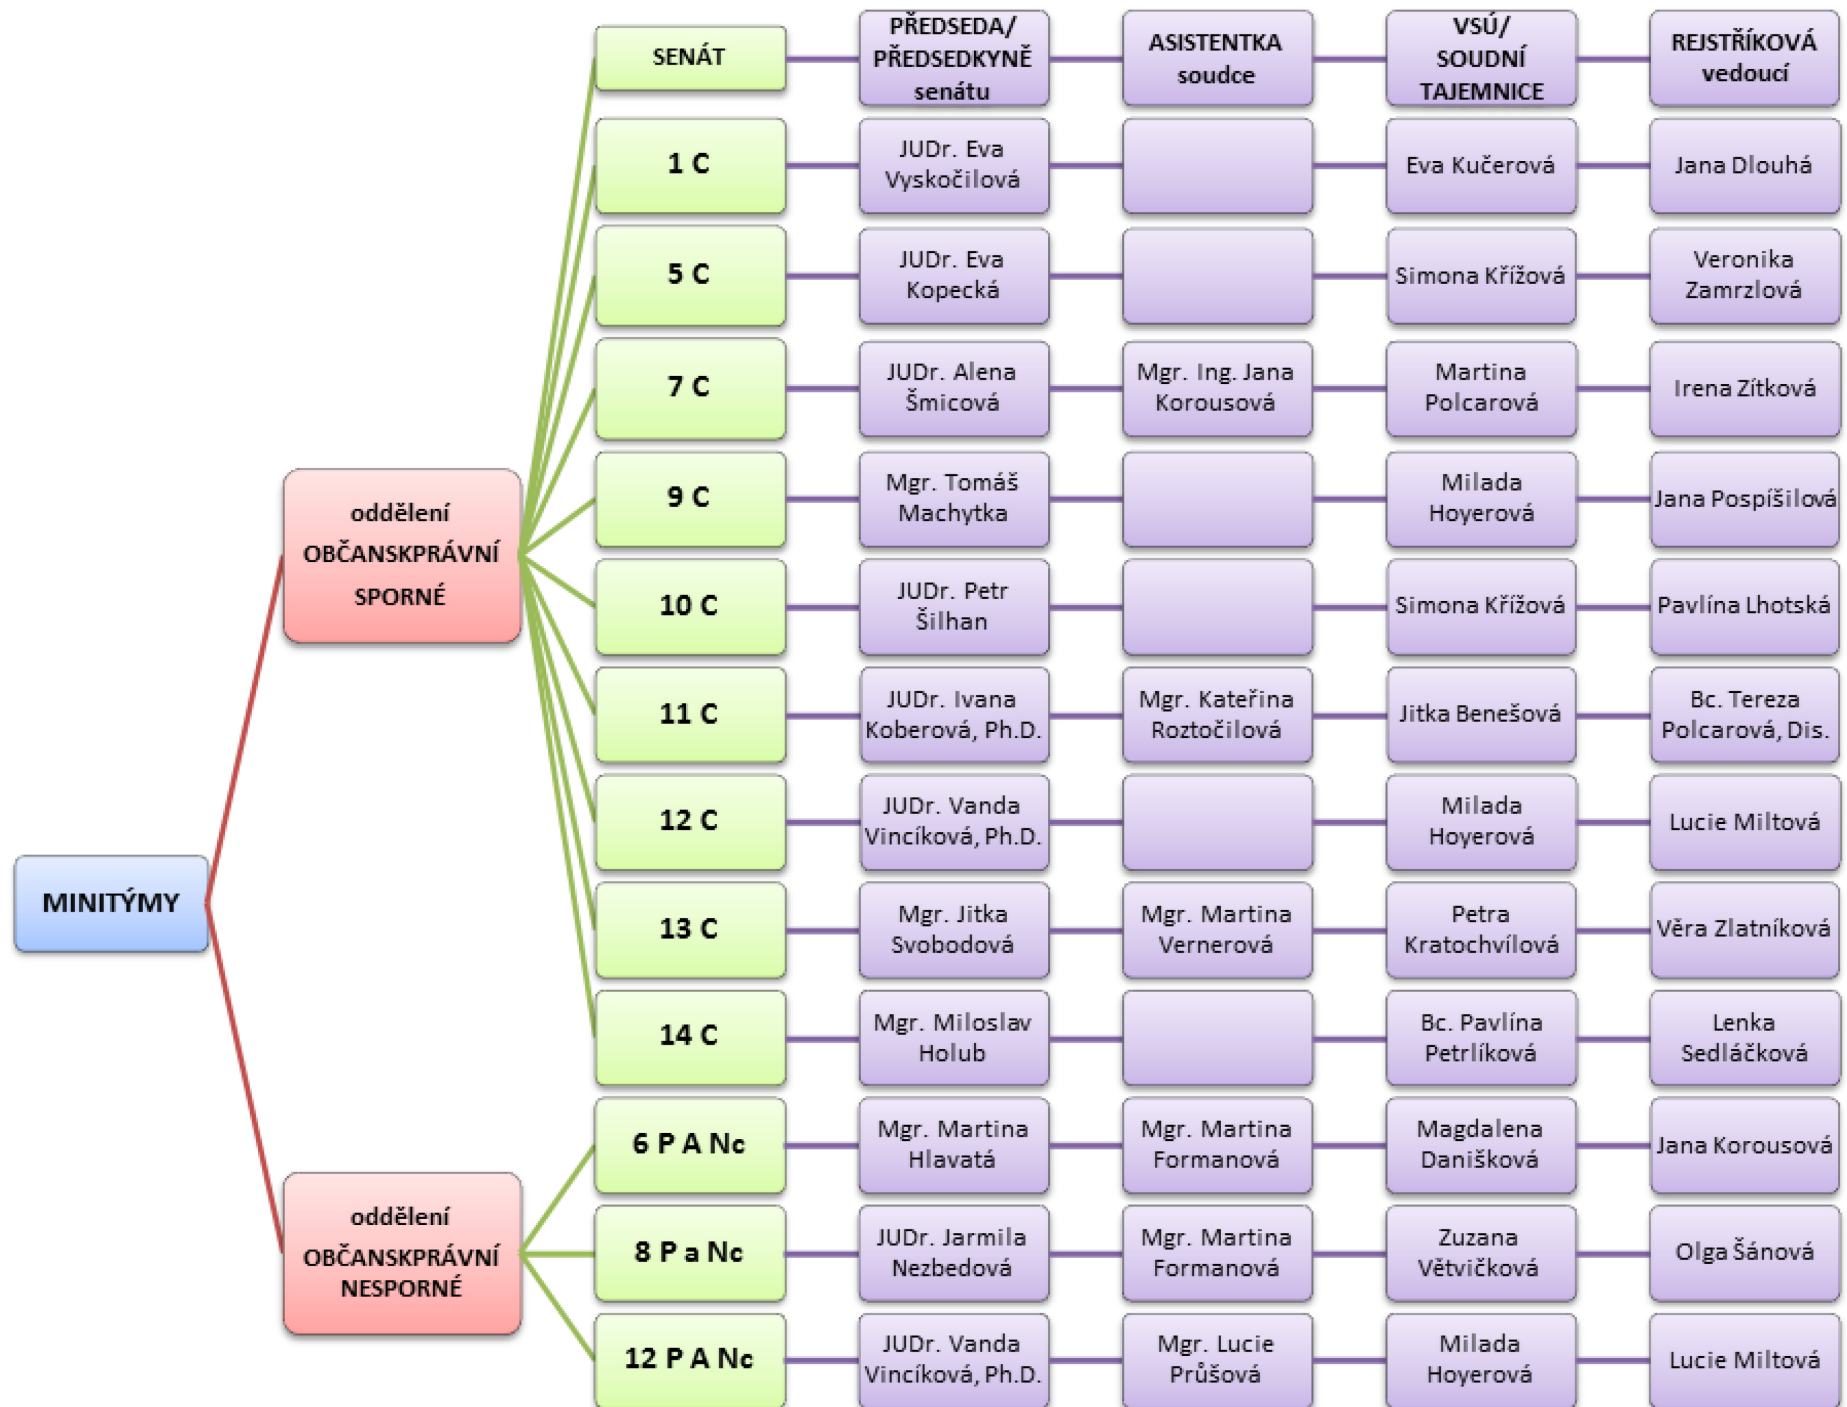 SENÁT
PŘEDSEDA/
PŘEDSEDKYNĚ
senátu
ASISTENTKA
soudce
VSÚ/
SOUDNÍ
TAJEMNICE
REJSTŘÍKOVÁ
vedoucí
1 C
JUDr. Eva
Vyskočilová
Eva Kučerová
Jana Dlouhá
5 C
JUDr. Eva
Kopecká
Simona Křížová
Veronika
Zamrzlová
7 C
JUDr. Alena
Šmicová
Mgr. Ing. Jana
Korousová
Martina
Polcarová
Irena Zítková
oddělení
OBČANSKPRÁVNÍ
SPORNÉ
9 C
Mgr. Tomáš
Machytka
Milada
Hoyerová
Jana Pospíšilová
10 C
JUDr. Petr
Šilhan
Simona Křížová
Pavlína Lhotská
11 C
JUDr. Ivana
Koberová, Ph.D.
Mgr. Kateřina
Roztočilová
Jitka Benešová
Bc. Tereza
Polcarová, Dis.
12 C
JUDr. Vanda
Vincíková, Ph.D.
Milada
Hoyerová
Lucie Miltová
MINITÝMY
13 C
Mgr. Jitka
Svobodová
Mgr. Martina
Vernerová
Petra
Kratochvílová
Věra Zlatníková
14 C
Mgr. Miloslav
Holub
Bc. Pavlína
Petrlíková
Lenka
Sedláčková
6 P A Nc
Mgr. Martina
Hlavatá
Mgr. Martina
Formanová
Magdalena
Danišková
Jana Korousová
oddělení
OBČANSKPRÁVNÍ
NESPORNÉ
8 P a Nc
JUDr. Jarmila
Nezbedová
Mgr. Martina
Formanová
Zuzana
Větvičková
Olga Šánová
12 P A Nc
JUDr. Vanda
Vincíková, Ph.D.
Mgr. Lucie
Průšová
Milada
Hoyerová
Lucie Miltová